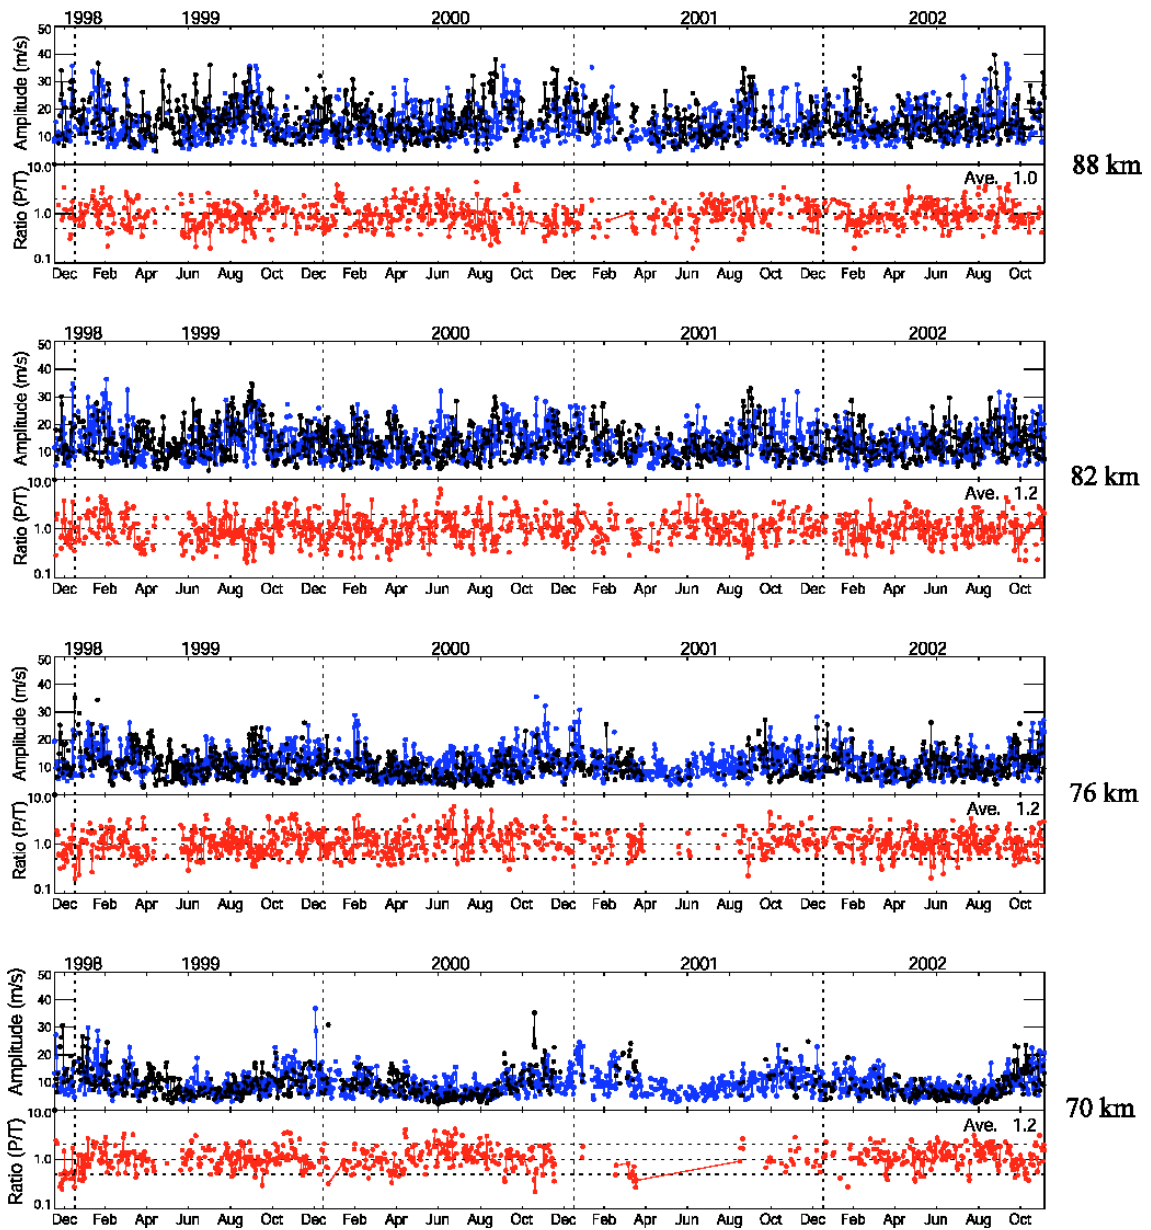 1998 1999 2000 2001 2002
50
40
30
20
10
Amplitude (m/s)
10.0
1.0
0.1
Ratio (P/T)
Ave. 1.0
88 km
Dec Feb Apr Jun Aug Oct Dec Feb Apr Jun Aug Oct Dec Feb Apr Jun Aug Oct Dec Feb Apr Jun Aug Oct
1998 1999 2000 2001 2002
50
40
30
20
10
Amplitude (m/s)
10.0
1.0
0.1
Ratio (P/T)
Ave. 1.2
82 km
Dec Feb Apr Jun Aug Oct Dec Feb Apr Jun Aug Oct Dec Feb Apr Jun Aug Oct Dec Feb Apr Jun Aug Oct
1998 1999 2000 2001 2002
50
40
30
20
10
Amplitude (m/s)
10.0
1.0
0.1
Ratio (P/T)
Ave. 1.2
76 km
Dec Feb Apr Jun Aug Oct Dec Feb Apr Jun Aug Oct Dec Feb Apr Jun Aug Oct Dec Feb Apr Jun Aug Oct
1998 1999 2000 2001 2002
50
40
30
20
10
Amplitude (m/s)
10.0
1.0
0.1
Ratio (P/T)
Ave. 1.2
70 km
Dec Feb Apr Jun Aug Oct Dec Feb Apr Jun Aug Oct Dec Feb Apr Jun Aug Oct Dec Feb Apr Jun Aug Oct